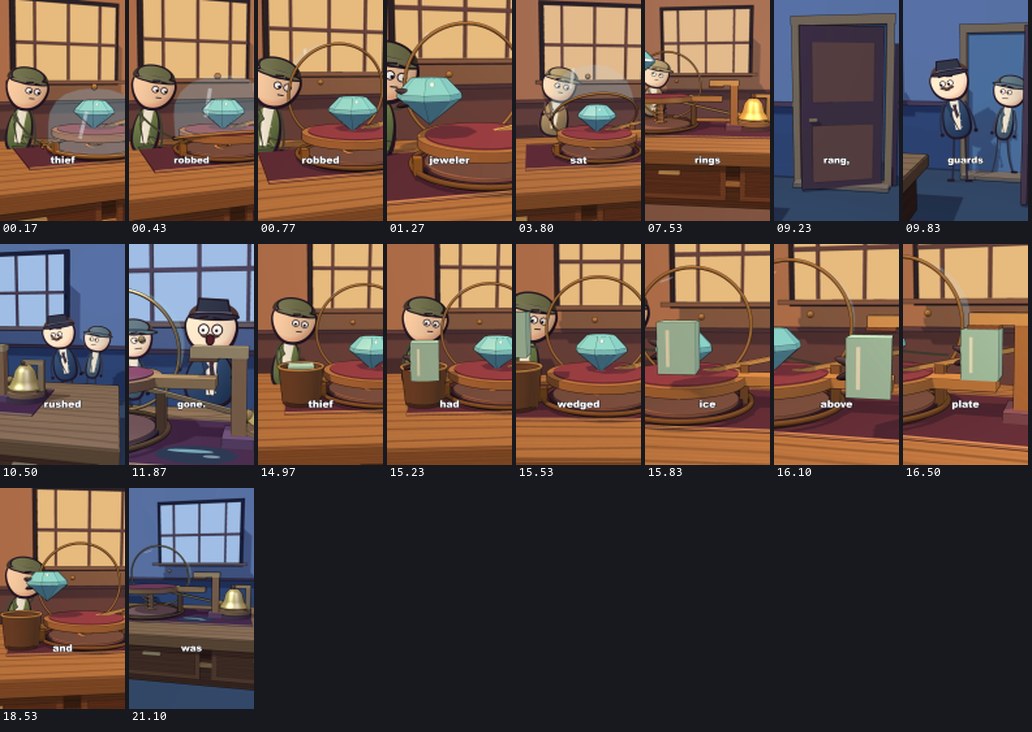 thief
robbed
robbed
jeweler
sat
rings
rang,
guards
00.17
00.43
00.77
01.27
03.80
07.53
09.23
09.83
rushed
is
gone.
thief
had
wedged
ice
above
plate
10.50
11.87
14.97
15.23
15.53
15.83
16.10
16.50
and
was
18.53
21.10